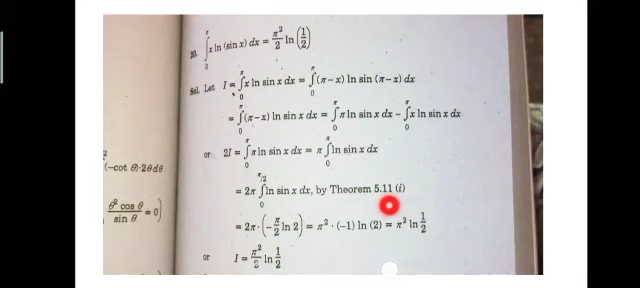 20. ∫₀^π x ln (sin x) dx = π²/2 ln (1/2)
Sol. Let I = ∫₀^π x ln sin x dx = ∫₀^π (π – x) ln sin (π – x) dx
= ∫₀^π (π – x) ln sin x dx = ∫₀^π π ln sin x dx – ∫₀^π x ln sin x dx
or 2I = ∫₀^π π ln sin x dx = π ∫₀^π ln sin x dx
= 2π ∫₀^π/2 ln sin x dx, by Theorem 5.11 (i)
= 2π · (– π/2 ln 2) = π² · (–1) ln (2) = π² ln 1/2
or I = π²/2 ln 1/2
(–cot θ)·2θ dθ
θ² cos θ / sin θ = 0)